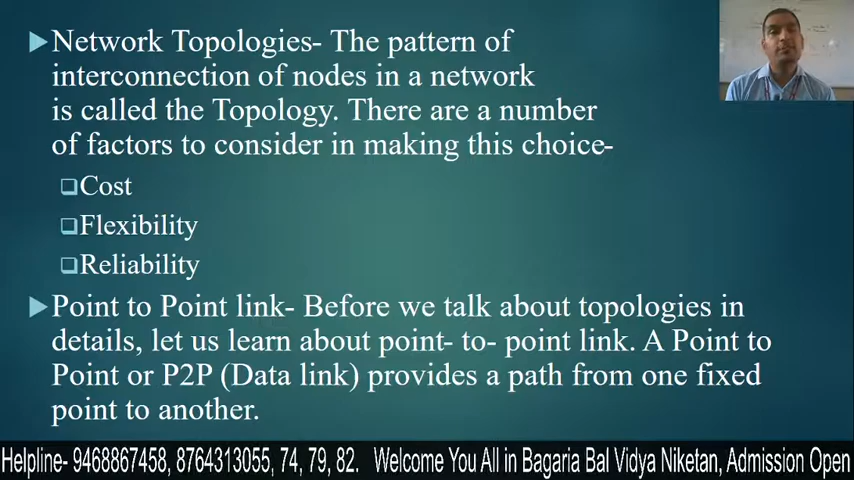 Network Topologies- The pattern of
interconnection of nodes in a network
is called the Topology. There are a number
of factors to consider in making this choice-
Cost
Flexibility
Reliability
Point to Point link- Before we talk about topologies in
details, let us learn about point- to- point link. A Point to
Point or P2P (Data link) provides a path from one fixed
point to another.
Helpline- 9468867458, 8764313055, 74, 79, 82. Welcome You All in Bagaria Bal Vidya Niketan, Admission Open